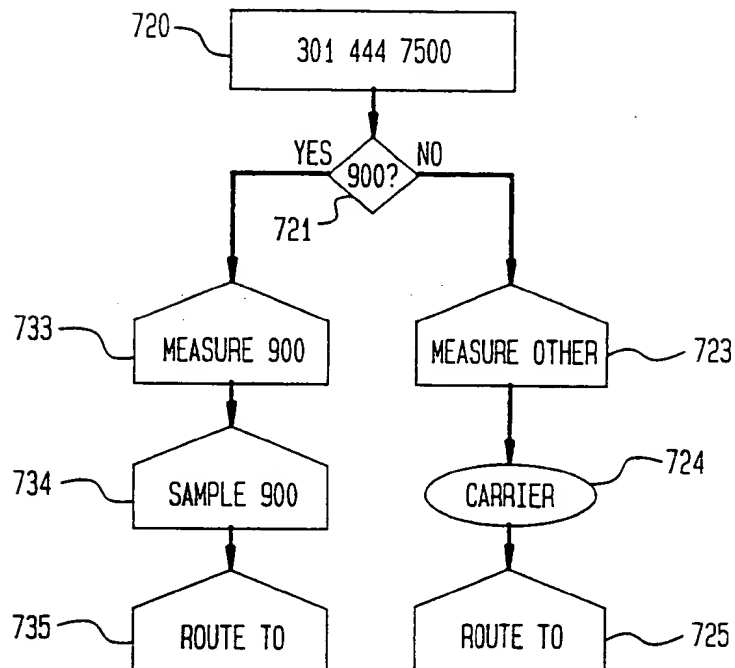 720
301 444 7500
YES
NO
900?
721
733
MEASURE 900
MEASURE OTHER
723
734
SAMPLE 900
CARRIER
724
735
ROUTE TO
ROUTE TO
725